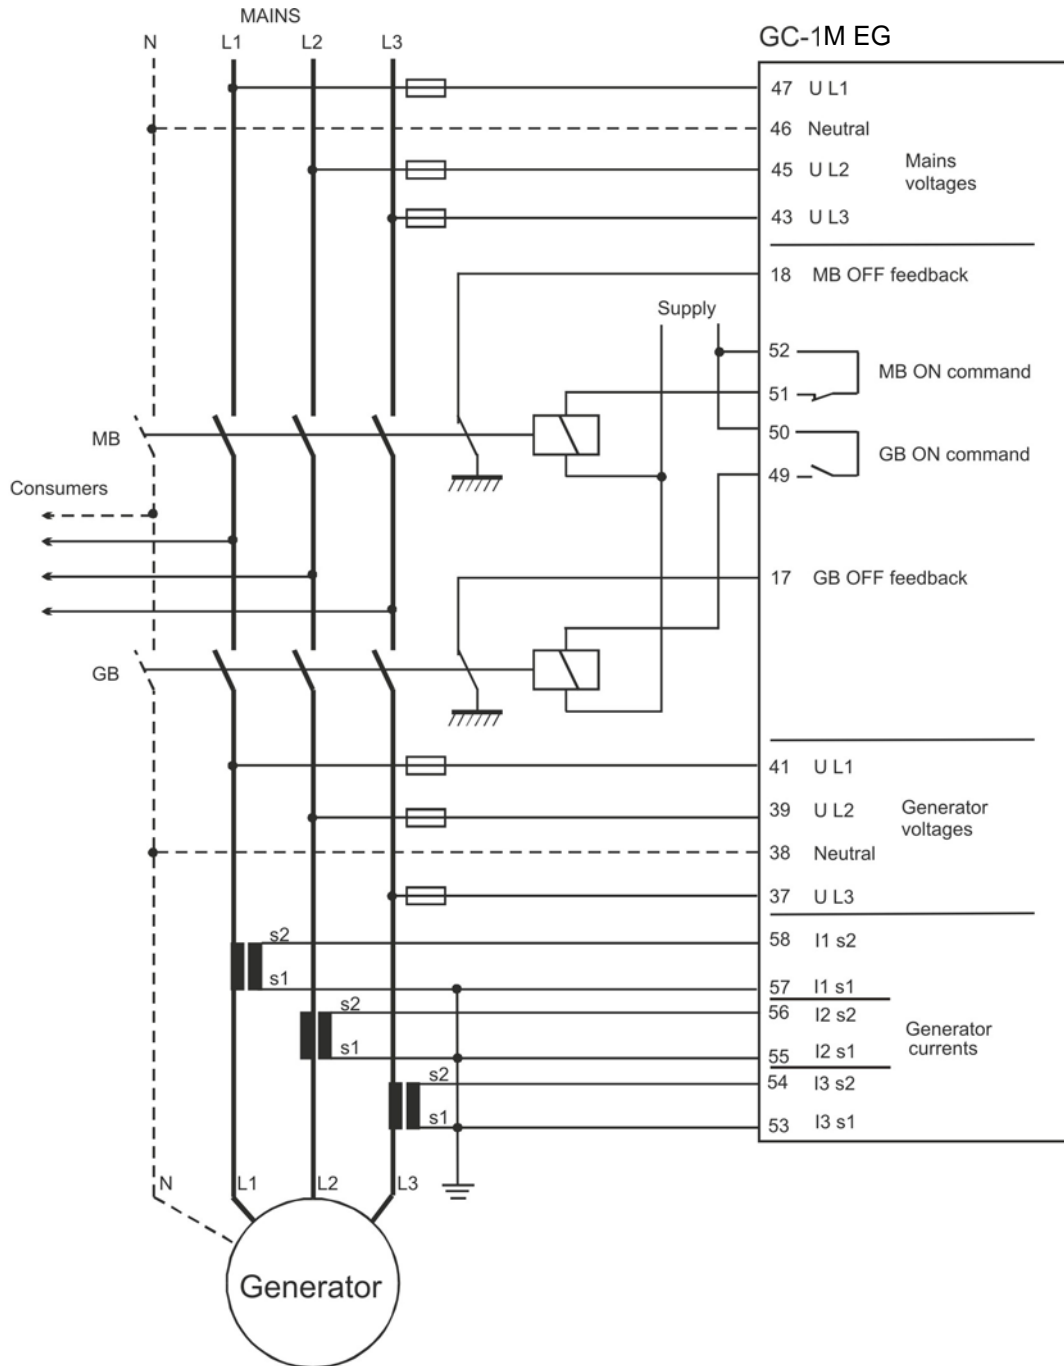 MAINS
N L1 L2 L3
GC-1M EG
47 U L1
46 Neutral
45 U L2
Mains
voltages
43 U L3
18 MB OFF feedback
Supply
52
MB ON command
51
50
MB
GB ON command
49
Consumers
17 GB OFF feedback
GB
41 U L1
39 U L2
Generator
voltages
38 Neutral
37 U L3
s2
58 I1 s2
s1
57 I1 s1
s2
56 I2 s2
s1
55 I2 s1
Generator
currents
s2
54 I3 s2
s1
53 I3 s1
N L1 L2 L3
Generator